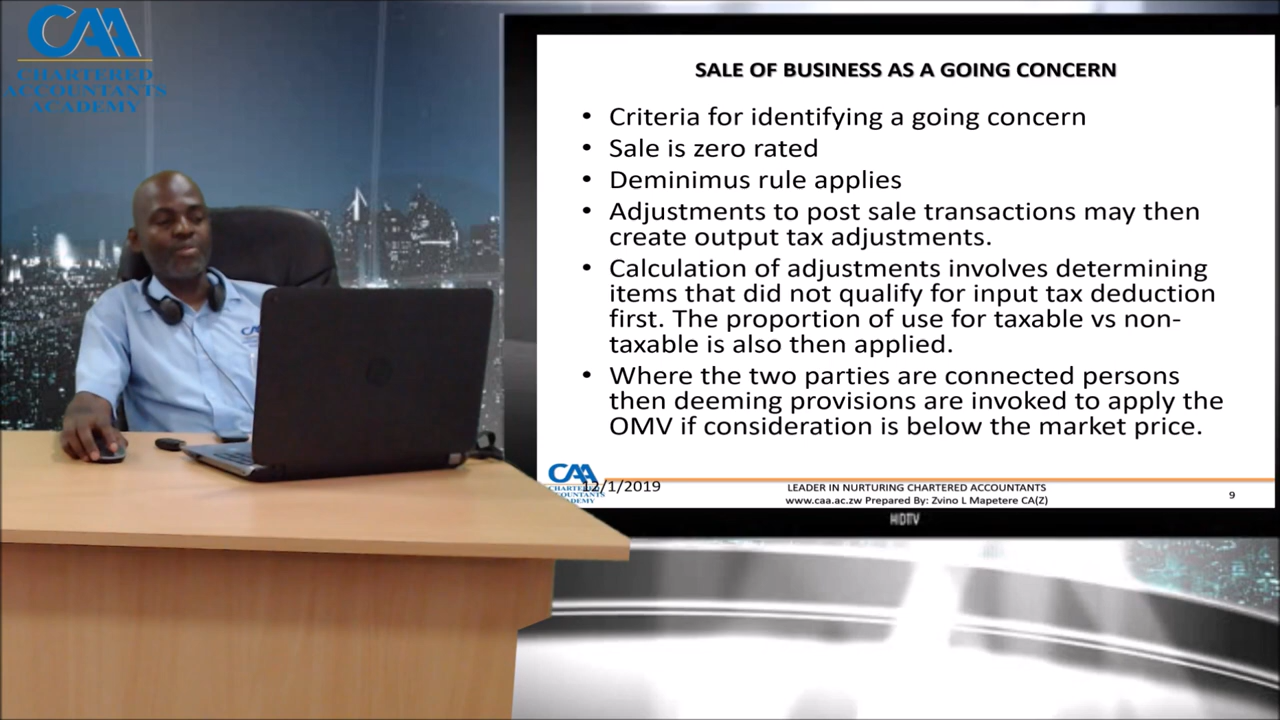 CAA
CHARTERED
ACCOUNTANTS
ACADEMY
SALE OF BUSINESS AS A GOING CONCERN
• Criteria for identifying a going concern
• Sale is zero rated
• Deminimus rule applies
• Adjustments to post sale transactions may then
create output tax adjustments.
• Calculation of adjustments involves determining
items that did not qualify for input tax deduction
first. The proportion of use for taxable vs non-
taxable is also then applied.
• Where the two parties are connected persons
then deeming provisions are invoked to apply the
OMV if consideration is below the market price.
CAA
CHARTERED
ACCOUNTANTS
ACADEMY
12/1/2019
LEADER IN NURTURING CHARTERED ACCOUNTANTS
www.caa.ac.zw Prepared By: Zvino L Mapetere CA(Z)
9
HDTV